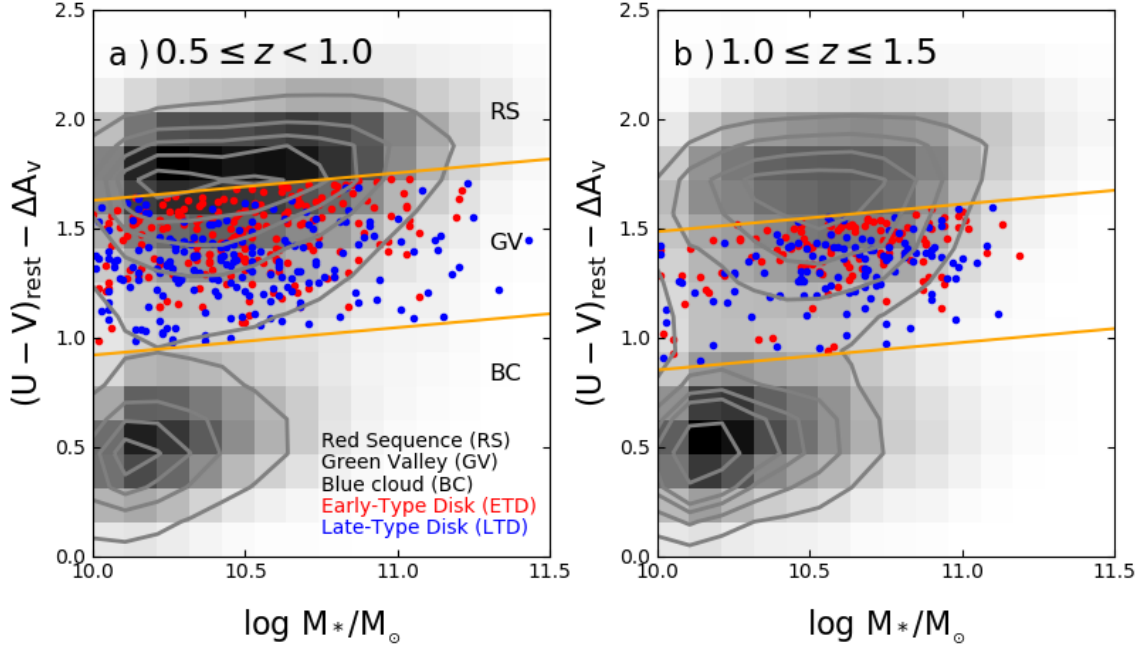 a ) 0.5 ≤ z < 1.0
b ) 1.0 ≤ z ≤ 1.5
2.5
2.0
1.5
1.0
0.5
0.0
(U − V)rest − ΔAv
RS
GV
BC
Red Sequence (RS)
Green Valley (GV)
Blue cloud (BC)
Early-Type Disk (ETD)
Late-Type Disk (LTD)
10.0 10.5 11.0 11.5
log M*/M⊙
2.5
2.0
1.5
1.0
0.5
0.0
(U − V)rest − ΔAv
10.0 10.5 11.0 11.5
log M*/M⊙